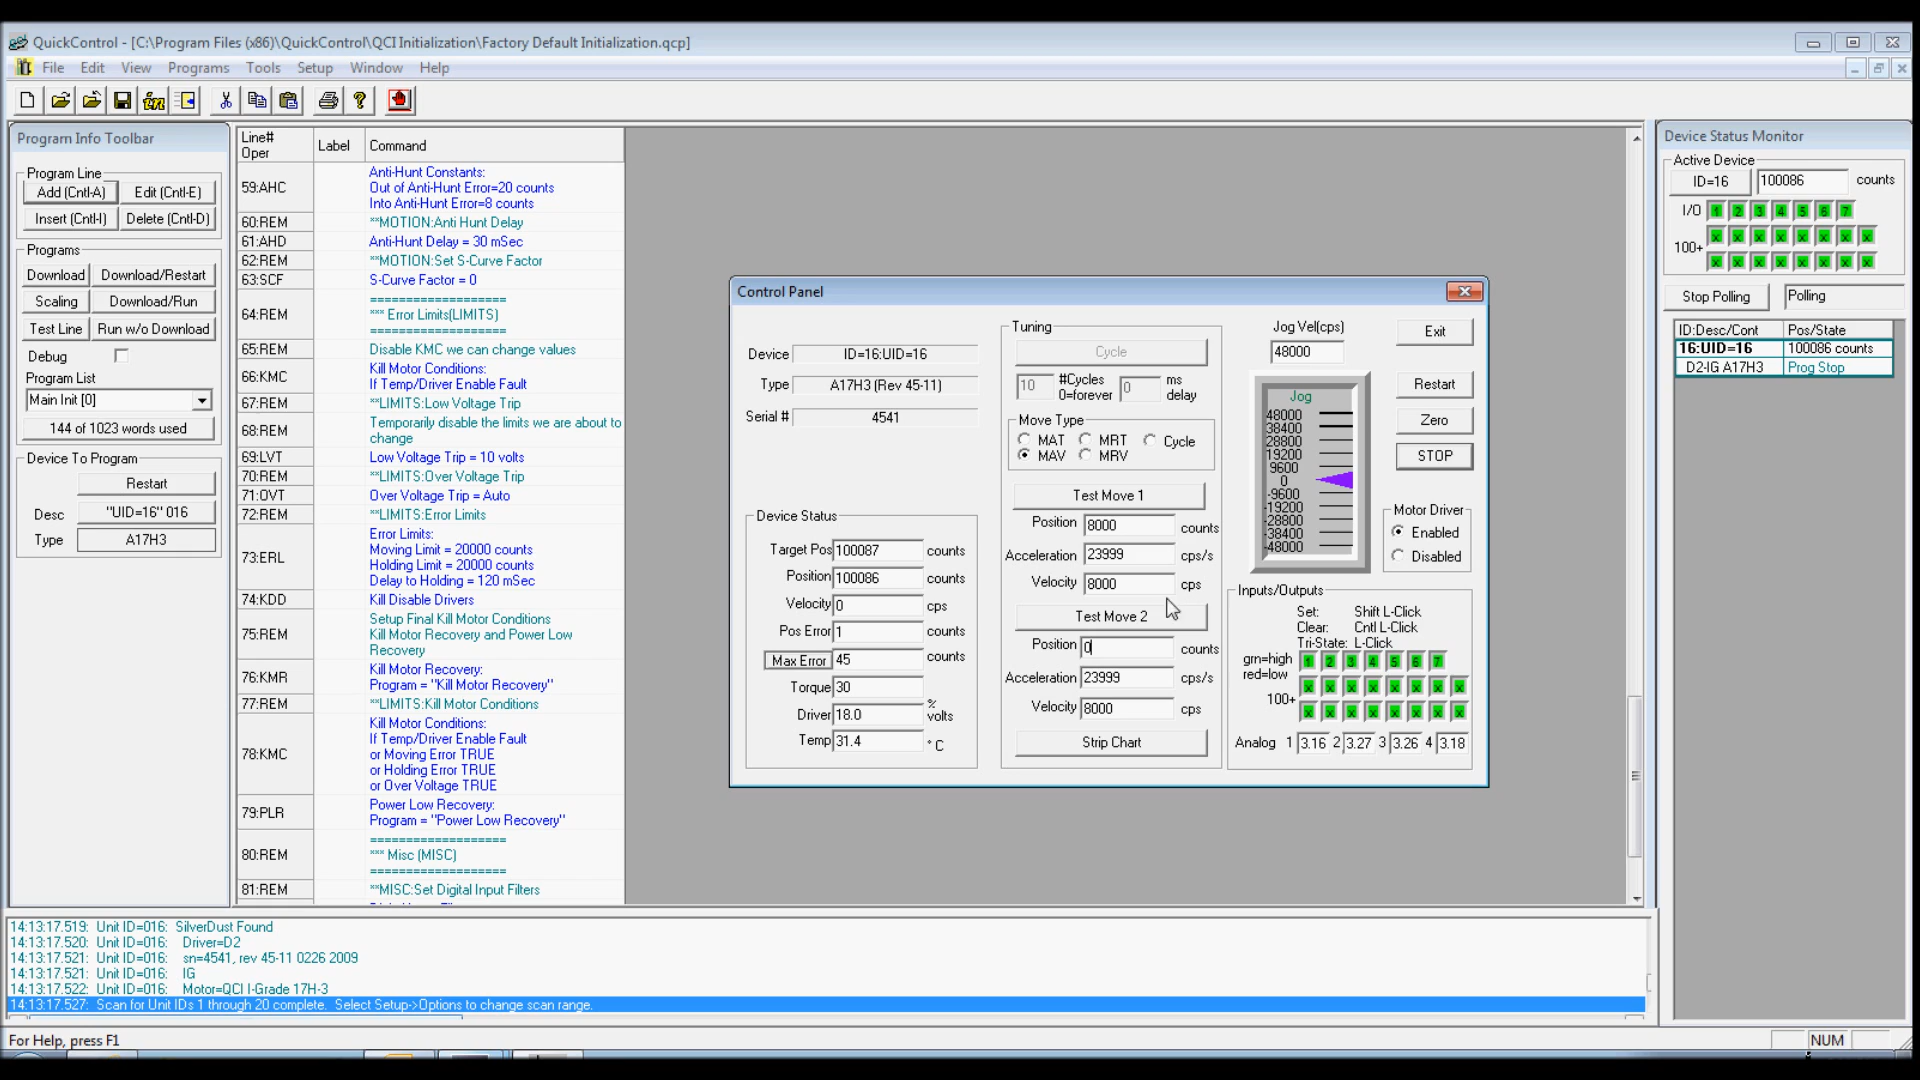 QuickControl - [C:\Program Files (x86)\QuickControl\QCI Initialization\Factory Default Initialization.qcp]
File Edit View Programs Tools Setup Window Help
Program Info Toolbar
Program Line
Add (Cntl-A) Edit (Cntl-E)
Insert (Cntl-I) Delete (Cntl-D)
Programs
Download Download/Restart
Scaling Download/Run
Test Line Run w/o Download
Debug
Program List
Main Init [0]
144 of 1023 words used
Device To Program
Restart
Desc "UID=16" 016
Type A17H3
Line#
Oper Label Command
59:AHC Anti-Hunt Constants:
Out of Anti-Hunt Error=20 counts
Into Anti-Hunt Error=8 counts
60:REM **MOTION:Anti Hunt Delay
61:AHD Anti-Hunt Delay = 30 mSec
62:REM **MOTION:Set S-Curve Factor
63:SCF S-Curve Factor = 0
64:REM ===================
*** Error Limits(LIMITS)
===================
65:REM Disable KMC we can change values
66:KMC Kill Motor Conditions:
If Temp/Driver Enable Fault
67:REM **LIMITS:Low Voltage Trip
68:REM Temporarily disable the limits we are about to
change
69:LVT Low Voltage Trip = 10 volts
70:REM **LIMITS:Over Voltage Trip
71:OVT Over Voltage Trip = Auto
72:REM **LIMITS:Error Limits
73:ERL Error Limits:
Moving Limit = 20000 counts
Holding Limit = 20000 counts
Delay to Holding = 120 mSec
74:KDD Kill Disable Drivers
75:REM Setup Final Kill Motor Conditions
Kill Motor Recovery and Power Low
Recovery
76:KMR Kill Motor Recovery:
Program = "Kill Motor Recovery"
77:REM **LIMITS:Kill Motor Conditions
78:KMC Kill Motor Conditions:
If Temp/Driver Enable Fault
or Moving Error TRUE
or Holding Error TRUE
or Over Voltage TRUE
79:PLR Power Low Recovery:
Program = "Power Low Recovery"
80:REM ===================
*** Misc (MISC)
===================
81:REM **MISC:Set Digital Input Filters
Control Panel
Device ID=16:UID=16
Type A17H3 (Rev 45-11)
Serial # 4541
Device Status
Target Pos 100087 counts
Position 100086 counts
Velocity 0 cps
Pos Error 1 counts
Max Error 45 counts
Torque 30 %
Driver 18.0 volts
Temp 31.4 ° C
Tuning
Cycle
10 #Cycles 0 ms
0=forever delay
Move Type
MAT MRT Cycle
MAV MRV
Test Move 1
Position 8000 counts
Acceleration 23999 cps/s
Velocity 8000 cps
Test Move 2
Position 0 counts
Acceleration 23999 cps/s
Velocity 8000 cps
Strip Chart
Jog Vel(cps)
48000
Jog
48000
38400
28800
19200
9600
0
-9600
-19200
-28800
-38400
-48000
Exit
Restart
Zero
STOP
Motor Driver
Enabled
Disabled
Inputs/Outputs
Set: Shift L-Click
Clear: Cntl L-Click
Tri-State: L-Click
grn=high 1 2 3 4 5 6 7
red=low x x x x x x x x
100+ x x x x x x x x
Analog 1 3.16 2 3.27 3 3.26 4 3.18
Device Status Monitor
Active Device
ID=16 100086 counts
I/O 1 2 3 4 5 6 7
100+ x x x x x x x x
x x x x x x x x
Stop Polling Polling
ID:Desc/Cont Pos/State
16:UID=16 100086 counts
D2-IG A17H3 Prog Stop
14:13:17.519: Unit ID=016: SilverDust Found
14:13:17.520: Unit ID=016: Driver=D2
14:13:17.521: Unit ID=016: sn=4541, rev 45-11 0226 2009
14:13:17.521: Unit ID=016: IG
14:13:17.522: Unit ID=016: Motor=QCI I-Grade 17H-3
14:13:17.527: Scan for Unit IDs 1 through 20 complete. Select Setup->Options to change scan range.
For Help, press F1
NUM